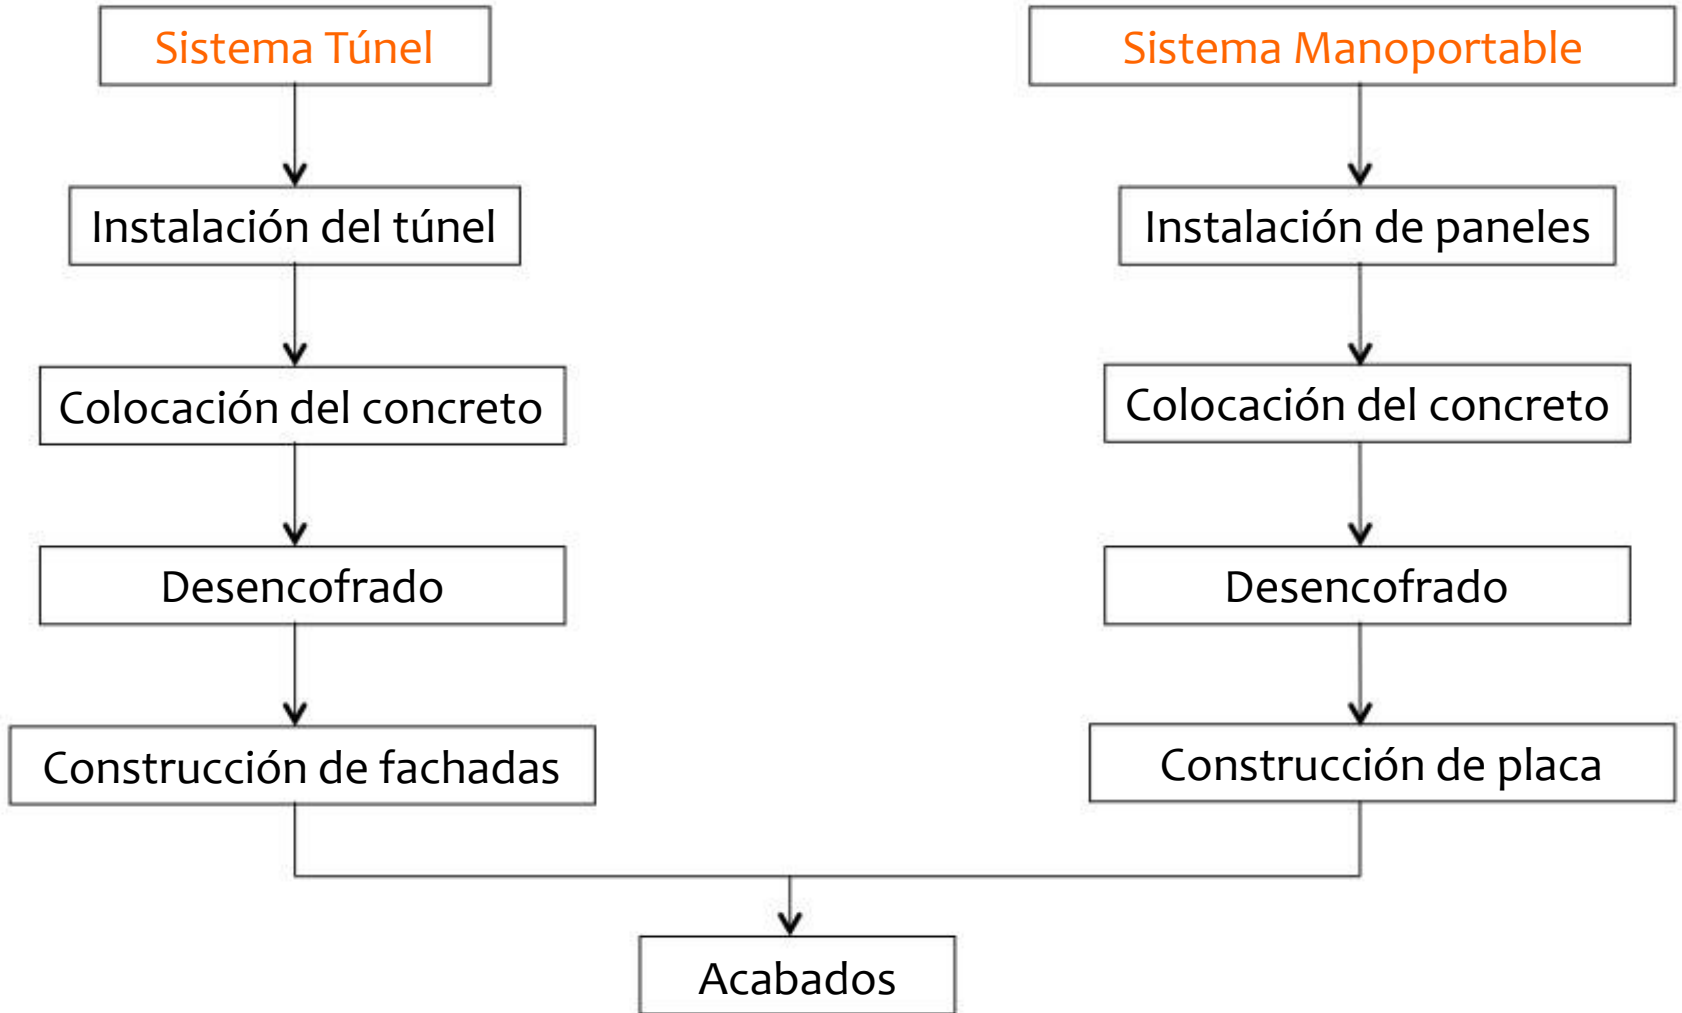 Sistema Túnel
Sistema Manoportable
Instalación del túnel
Instalación de paneles
Colocación del concreto
Colocación del concreto
Desencofrado
Desencofrado
Construcción de fachadas
Construcción de placa
Acabados